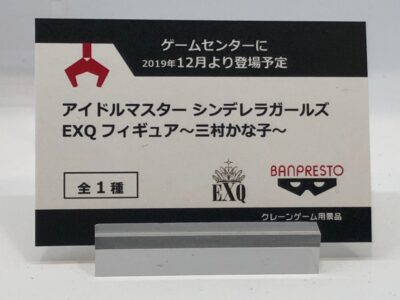 ゲームセンターに
2019年12月より登場予定
アイドルマスター シンデレラガールズ
EXQ フィギュア～三村かな子～
全1種
EXQ
BANPRESTO
クレーンゲーム用景品